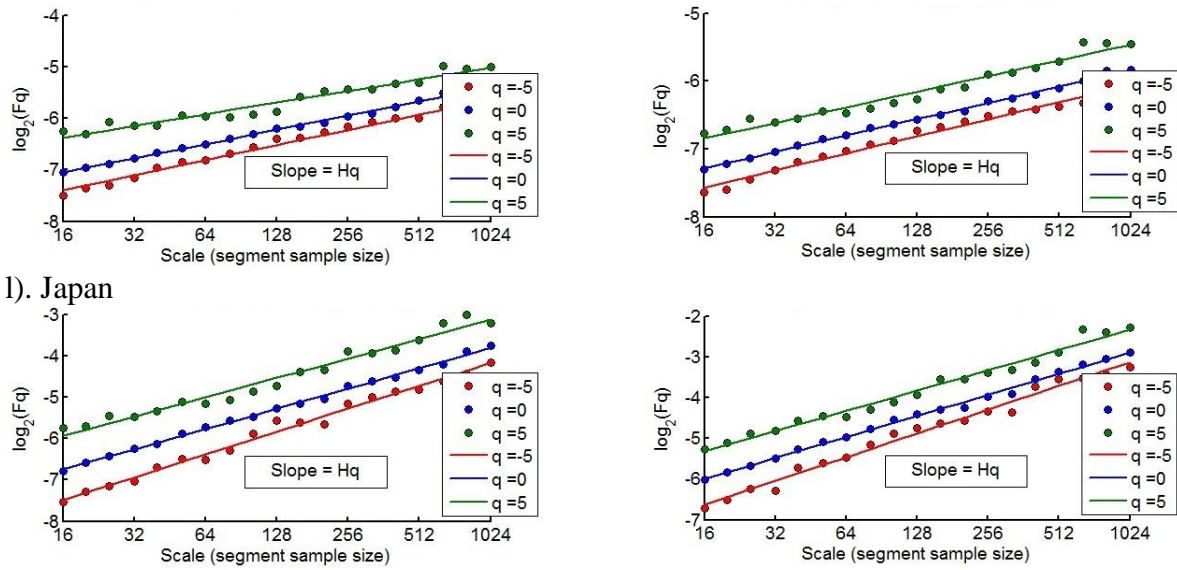 -4
-5
-6
-7
-8
log₂(Fq)
16 32 64 128 256 512 1024
Scale (segment sample size)
Slope = Hq
q =-5
q =0
q =5
q =-5
q =0
q =5
-5
-6
-7
-8
log₂(Fq)
16 32 64 128 256 512 1024
Scale (segment sample size)
Slope = Hq
q =-5
q =0
q =5
q =-5
q =0
q =5
l). Japan
-3
-4
-5
-6
-7
-8
log₂(Fq)
16 32 64 128 256 512 1024
Scale (segment sample size)
Slope = Hq
q =-5
q =0
q =5
q =-5
q =0
q =5
-2
-3
-4
-5
-6
-7
log₂(Fq)
16 32 64 128 256 512 1024
Scale (segment sample size)
Slope = Hq
q =-5
q =0
q =5
q =-5
q =0
q =5